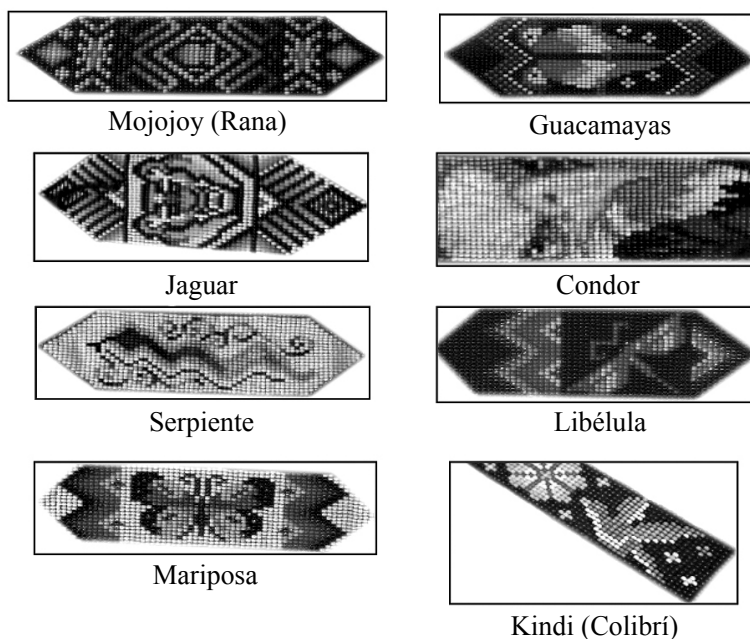 Mojojoy (Rana)
Guacamayas
Jaguar
Condor
Serpiente
Libélula
Mariposa
Kindi (Colibrí)